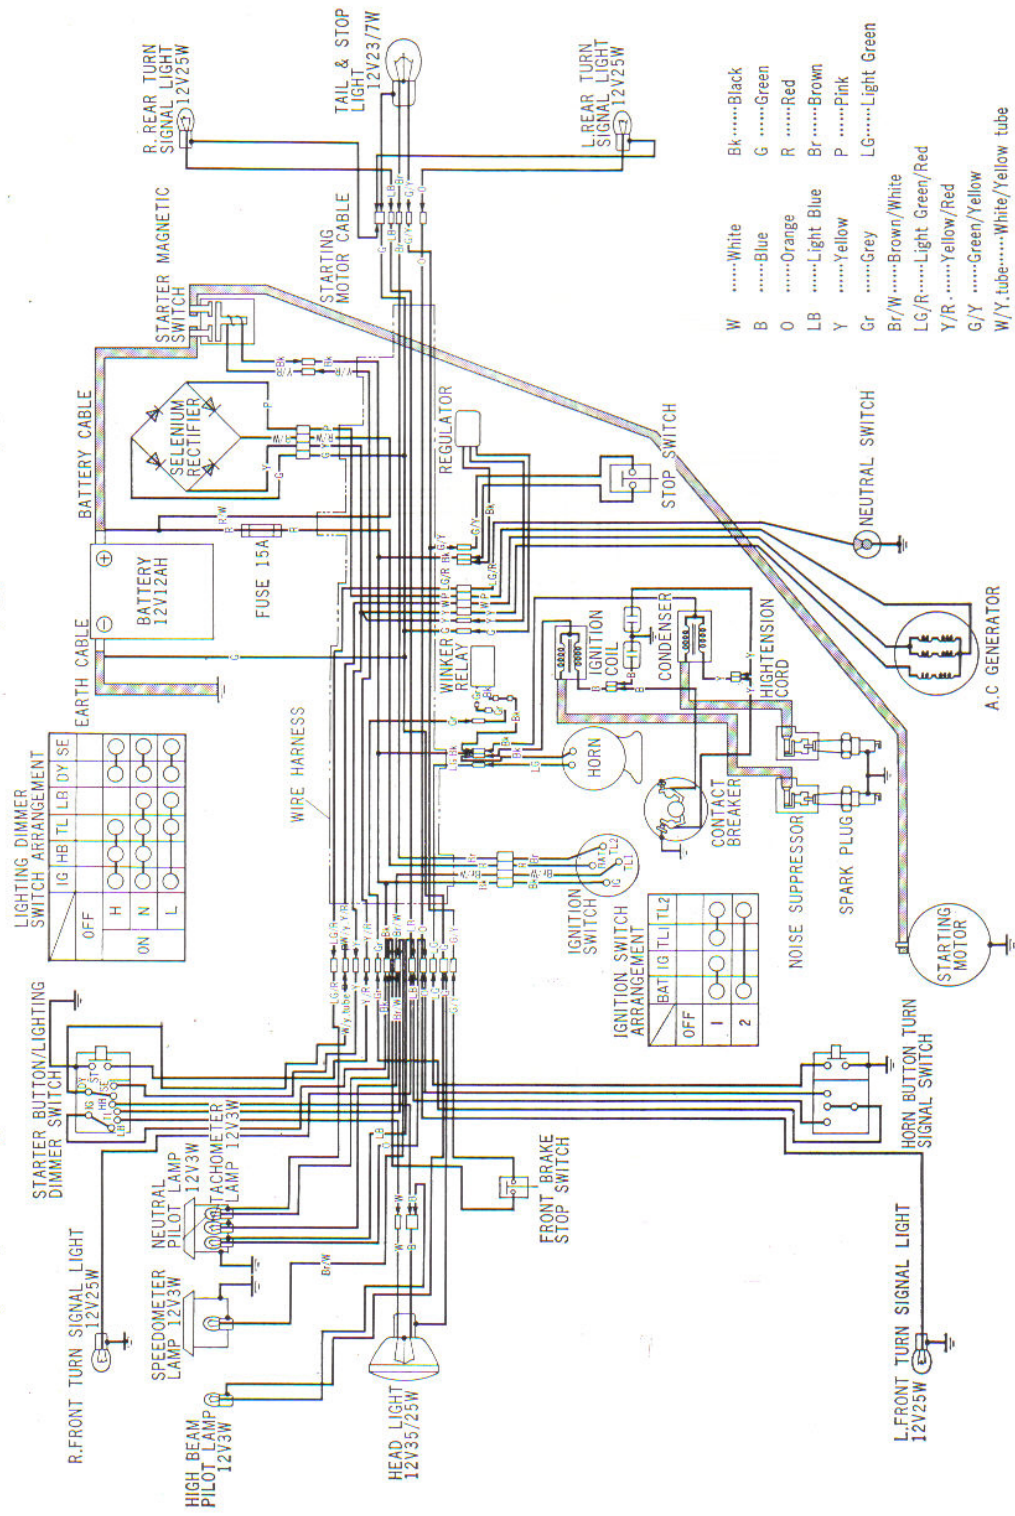 R. REAR TURN
SIGNAL LIGHT
12V25W
TAIL & STOP
LIGHT
12V23/7W
L.REAR TURN
SIGNAL LIGHT
12V25W
STARTER MAGNETIC
SWITCH
STARTING
MOTOR CABLE
BATTERY CABLE
SELENIUM
RECTIFIER
REGULATOR
STOP SWITCH
NEUTRAL SWITCH
BATTERY
12V12AH
FUSE 15A
EARTH CABLE
WINKER
RELAY
IGNITION
COIL
CONDENSER
HIGHTENSION
CORD
A.C GENERATOR
WIRE HARNESS
HORN
CONTACT
BREAKER
NOISE SUPPRESSOR
SPARK PLUG
STARTING
MOTOR
LIGHTING DIMMER
SWITCH ARRANGEMENT
IG HB TL LB DY SE
OFF
ON
H
N
L
IGNITION
SWITCH
BAT
TL2
TL1
IG
IGNITION SWITCH
ARRANGEMENT
BAT IG TL1 TL2
OFF
1
2
STARTER BUTTON/LIGHTING
DIMMER SWITCH
R.FRONT TURN SIGNAL LIGHT
12V25W
NEUTRAL
PILOT LAMP
12V3W
TACHOMETER
LAMP 12V3W
SPEEDOMETER
LAMP 12V3W
HIGH BEAM
PILOT LAMP
12V3W
HEAD LIGHT
12V35/25W
FRONT BRAKE
STOP SWITCH
HORN BUTTON TURN
SIGNAL SWITCH
L.FRONT TURN SIGNAL LIGHT
12V25W
W ......White
Bk ......Black
B ......Blue
G ......Green
O ......Orange
R ......Red
LB ......Light Blue
Br ......Brown
Y ......Yellow
P ......Pink
Gr ......Grey
LG......Light Green
Br/W ......Brown/White
LG/R......Light Green/Red
Y/R.......Yellow/Red
G/Y ......Green/Yellow
W/Y.tube......White/Yellow tube